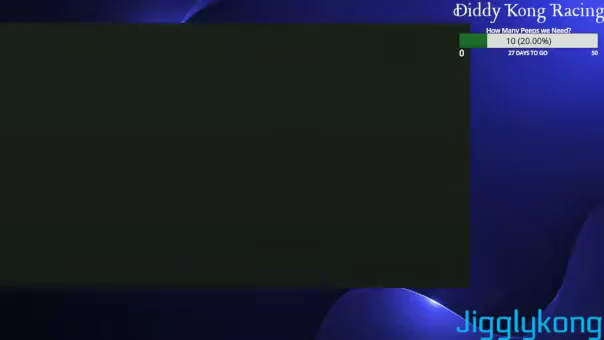 Diddy Kong Racing
How Many Peeps we Need?
10 (20.00%)
0
27 DAYS TO GO
50
Jigglykong